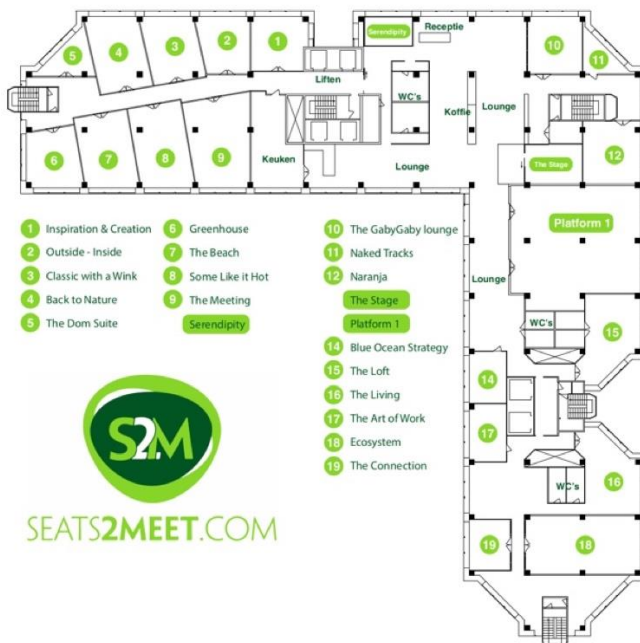 Serendipity
Receptie
1
2
3
4
5
10
11
Liften
WC's
Koffie
Lounge
6
7
8
9
Keuken
Lounge
The Stage
12
Platform 1
Lounge
WC's
15
14
17
WC's
16
19
18
1 Inspiration & Creation
2 Outside - Inside
3 Classic with a Wink
4 Back to Nature
5 The Dom Suite
6 Greenhouse
7 The Beach
8 Some Like it Hot
9 The Meeting
Serendipity
10 The GabyGaby lounge
11 Naked Tracks
12 Naranja
The Stage
Platform 1
14 Blue Ocean Strategy
15 The Loft
16 The Living
17 The Art of Work
18 Ecosystem
19 The Connection
S2M
SEATS2MEET.COM